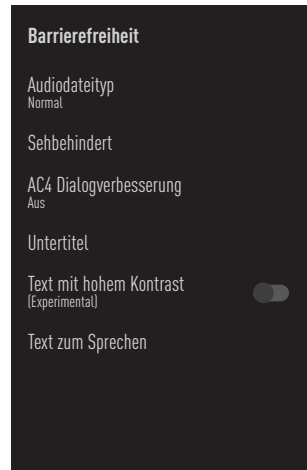 Barrierefreiheit
Audiodateityp
Normal
Sehbehindert
AC4 Dialogverbesserung
Aus
Untertitel
Text mit hohem Kontrast
(Experimental)
Text zum Sprechen